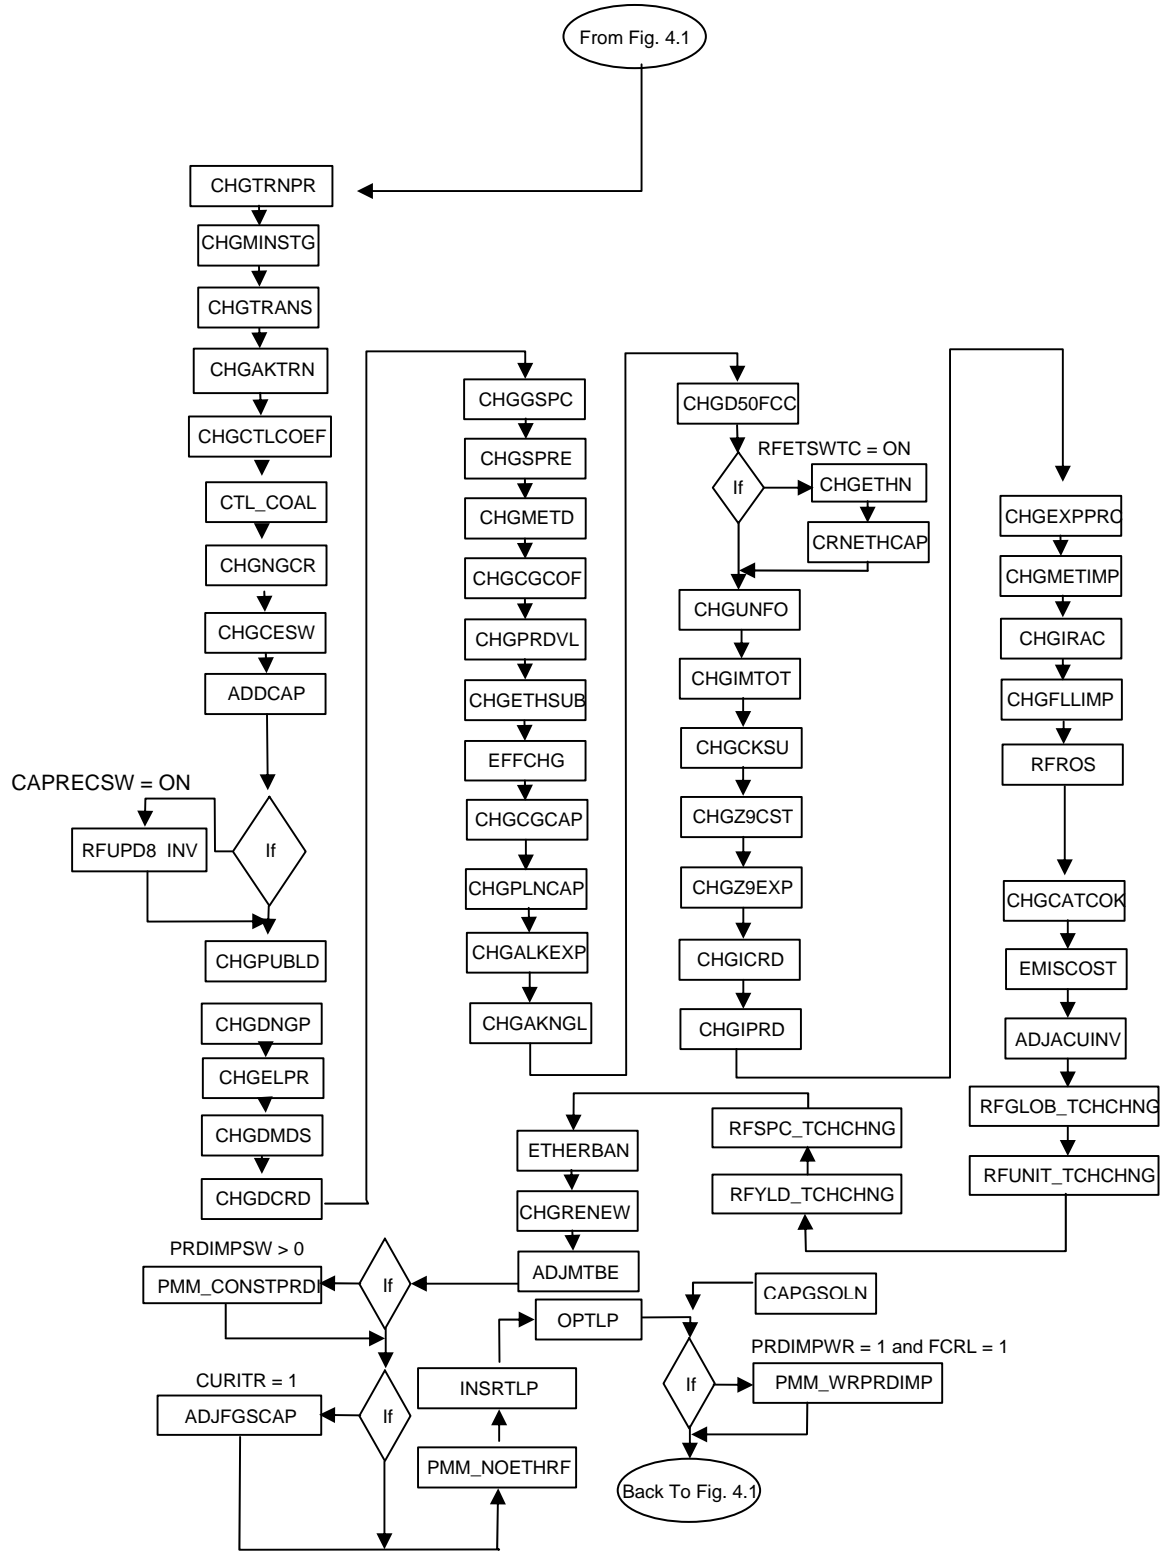 From Fig. 4.1
CHGTRNPR
CHGMINSTG
CHGTRANS
CHGAKTRN
CHGCTLCOEF
CTL_COAL
CHGNGCR
CHGCESW
ADDCAP
CAPRECSW = ON
If
RFUPD8 INV
CHGPUBLD
CHGDNGP
CHGELPR
CHGDMDS
CHGDCRD
CHGGSPC
CHGSPRE
CHGMETD
CHGCGCOF
CHGPRDVL
CHGETHSUB
EFFCHG
CHGCGCAP
CHGPLNCAP
CHGALKEXP
CHGAKNGL
CHGD50FCC
RFETSWTC = ON
If
CHGETHN
CRNETHCAP
CHGUNFO
CHGIMTOT
CHGCKSU
CHGZ9CST
CHGZ9EXP
CHGICRD
CHGIPRD
CHGEXPPRC
CHGMETIMP
CHGIRAC
CHGFLLIMP
RFROS
CHGCATCOK
EMISCOST
ADJACUINV
RFGLOB_TCHCHNG
RFUNIT_TCHCHNG
RFYLD_TCHCHNG
RFSPC_TCHCHNG
ETHERBAN
CHGRENEW
ADJMTBE
PRDIMPSW > 0
If
PMM_CONSTPRDI
CURITR = 1
If
ADJFGSCAP
PMM_NOETHRF
INSRTLP
OPTLP
CAPGSOLN
PRDIMPWR = 1 and FCRL = 1
If
PMM_WRPRDIMP
Back To Fig. 4.1